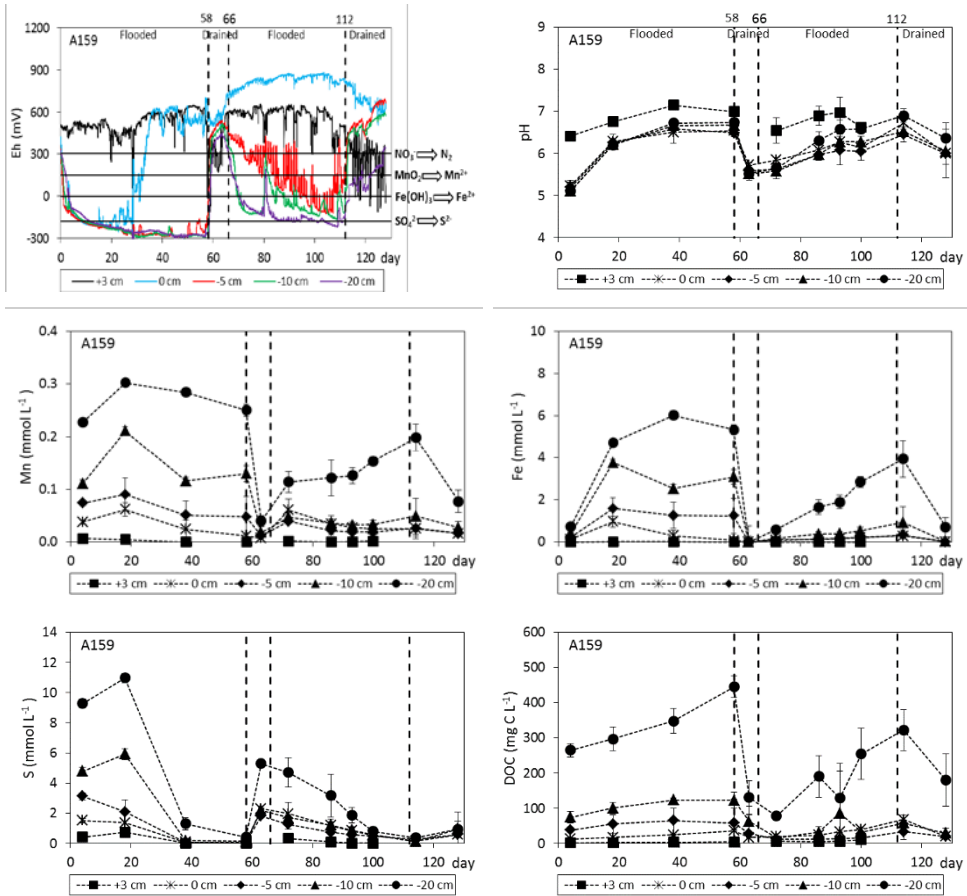 58 66 112
A159 Flooded Drained Flooded Drained
1200
900
600
300
0
-300
Eh (mV)
NO₃⁻ ⇒ N₂
MnO₂ ⇒ Mn²⁺
Fe(OH)₃ ⇒ Fe²⁺
SO₄²⁻ ⇒ S²⁻
0 20 40 60 80 100 120 day
+3 cm 0 cm -5 cm -10 cm -20 cm
58 66 112
A159 Flooded Drained Flooded Drained
9
8
7
6
5
4
pH
0 20 40 60 80 100 120 day
+3 cm 0 cm -5 cm -10 cm -20 cm
A159
0.4
0.3
0.2
0.1
0.0
Mn (mmol L⁻¹)
0 20 40 60 80 100 120 day
+3 cm 0 cm -5 cm -10 cm -20 cm
A159
10
8
6
4
2
0
Fe (mmol L⁻¹)
0 20 40 60 80 100 120 day
+3 cm 0 cm -5 cm -10 cm -20 cm
A159
14
12
10
8
6
4
2
0
S (mmol L⁻¹)
0 20 40 60 80 100 120 day
+3 cm 0 cm -5 cm -10 cm -20 cm
A159
600
500
400
300
200
100
0
DOC (mg C L⁻¹)
0 20 40 60 80 100 120 day
+3 cm 0 cm -5 cm -10 cm -20 cm